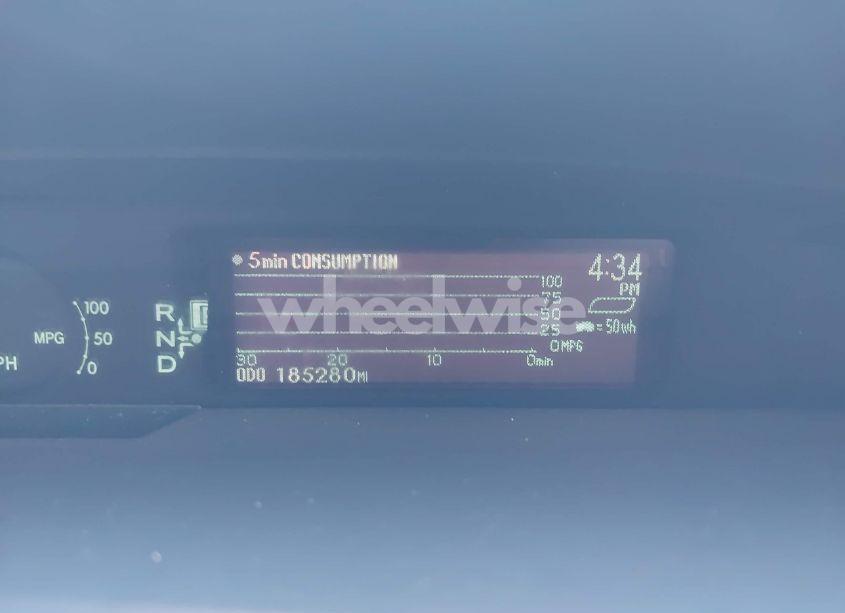 5min CONSUMPTION
4:34
PM
100
75
50
25
0MPG
= 50Wh
30 20 10 0min
ODO 185280MI
100
MPG 50
0
PH
R
N
D
wheelwise